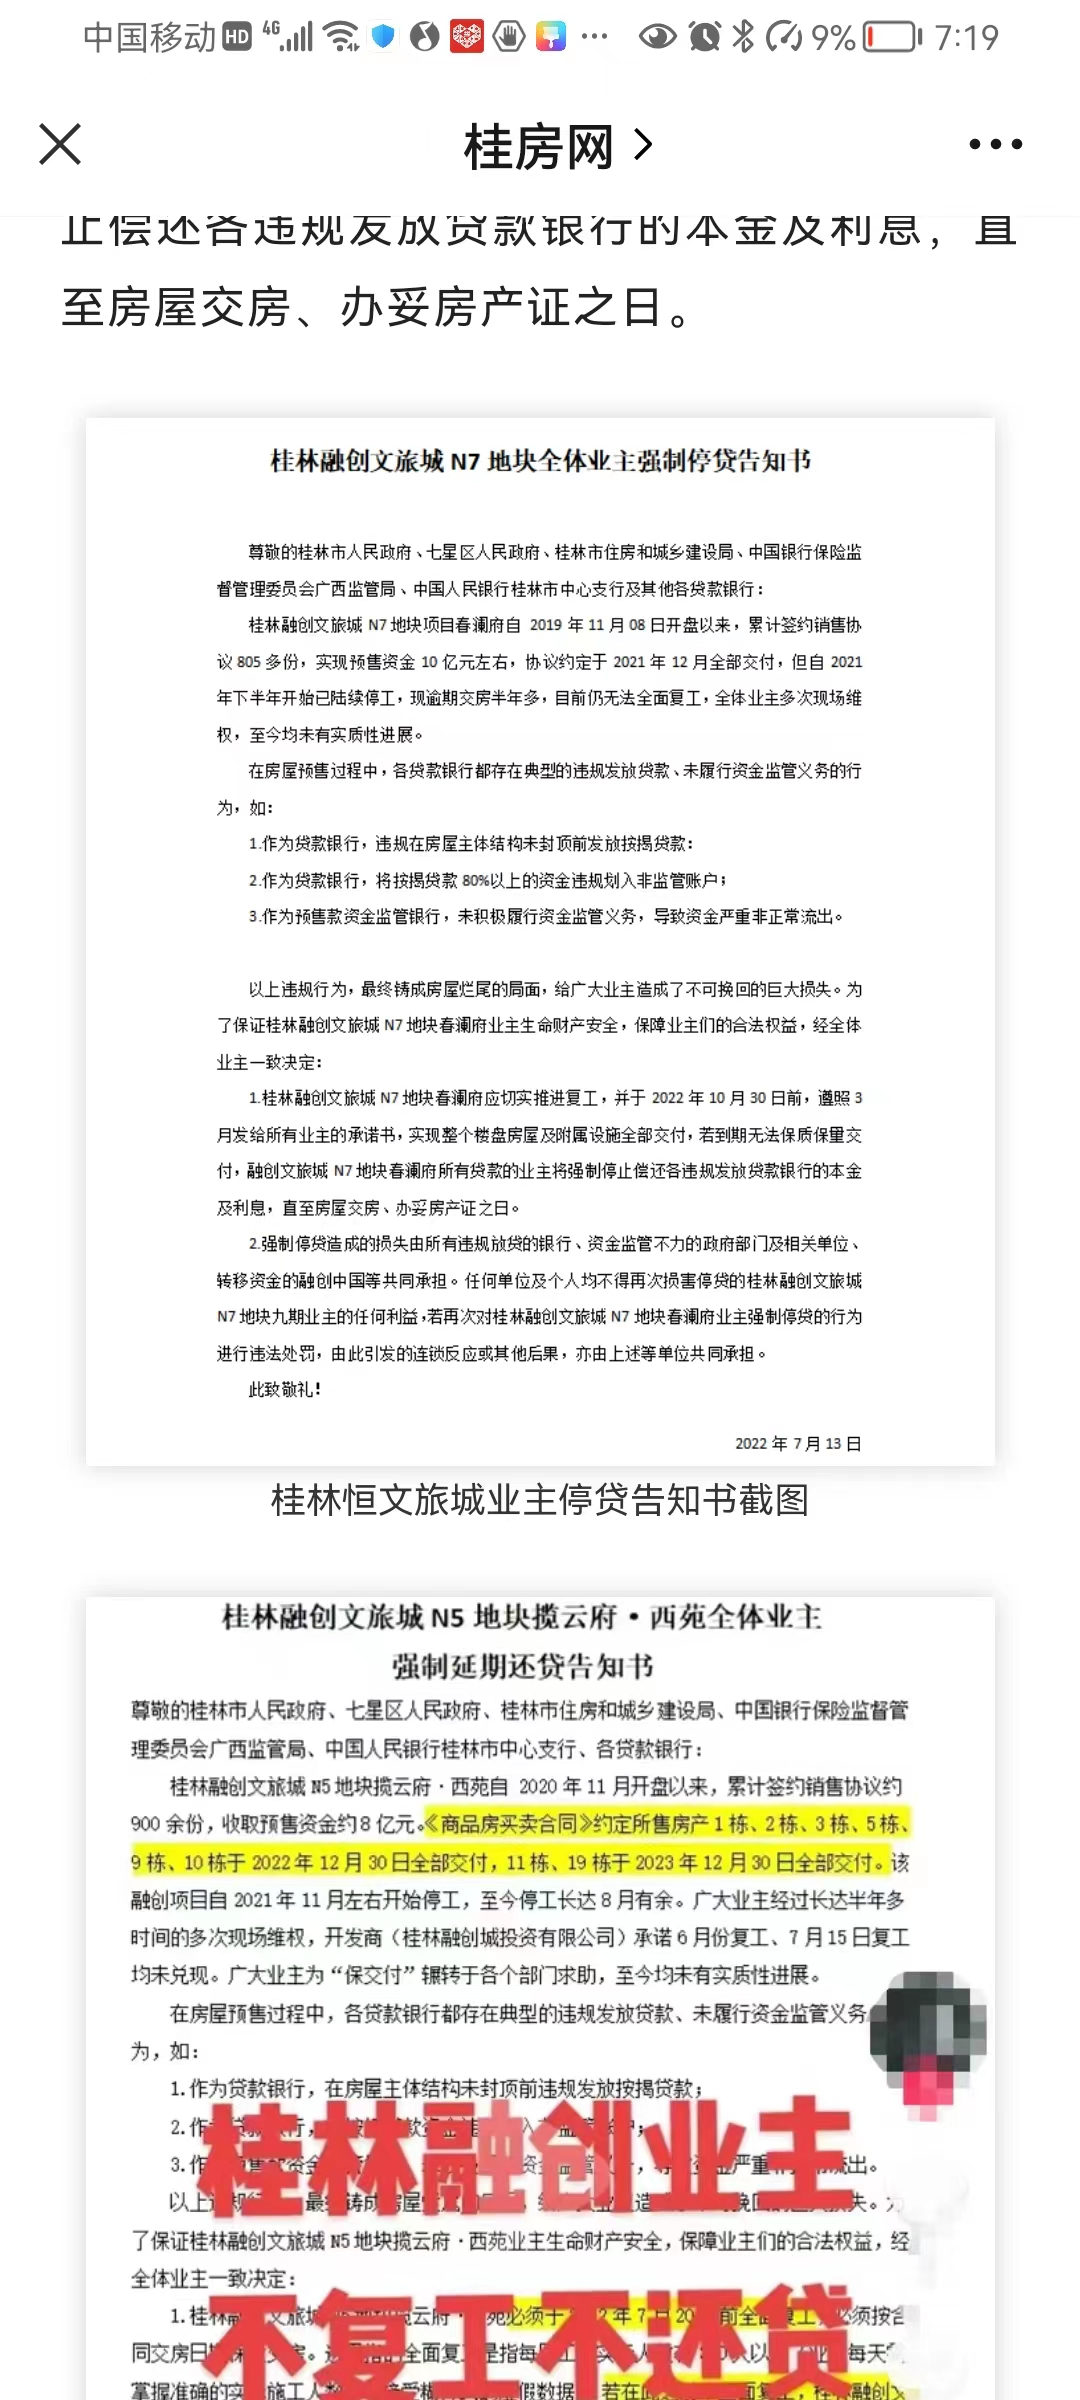 中国移动 HD 4G 9% 7:19
桂房网
止偿还各违规发放贷款银行的本金及利息，直
至房屋交房、办妥房产证之日。
桂林融创文旅城 N7 地块全体业主强制停贷告知书
尊敬的桂林市人民政府、七星区人民政府、桂林市住房和城乡建设局、中国银行保险监
督管理委员会广西监管局、中国人民银行桂林市中心支行及其他各贷款银行：
桂林融创文旅城 N7 地块项目春澜府自 2019 年 11 月 08 日开盘以来，累计签约销售协
议 805 多份，实现预售资金 10 亿元左右，协议约定于 2021 年 12 月全部交付，但自 2021
年下半年开始已陆续停工，现逾期交房半年多，目前仍无法全面复工，全体业主多次现场维
权，至今均未有实质性进展。
在房屋预售过程中，各贷款银行都存在典型的违规发放贷款、未履行资金监管义务的行
为，如：
1.作为贷款银行，违规在房屋主体结构未封顶前发放按揭贷款：
2.作为贷款银行，将按揭贷款 80%以上的资金违规划入非监管账户；
3.作为预售款资金监管银行，未积极履行资金监管义务，导致资金严重非正常流出。
以上违规行为，最终铸成房屋烂尾的局面，给广大业主造成了不可挽回的巨大损失。为
了保证桂林融创文旅城 N7 地块春澜府业主生命财产安全，保障业主们的合法权益，经全体
业主一致决定：
1.桂林融创文旅城 N7 地块春澜府应切实推进复工，并于 2022 年 10 月 30 日前，遵照 3
月发给所有业主的承诺书，实现整个楼盘房屋及附属设施全部交付，若到期无法保质保量交
付，融创文旅城 N7 地块春澜府所有贷款的业主将强制停止偿还各违规发放贷款银行的本金
及利息，直至房屋交房、办妥房产证之日。
2.强制停贷造成的损失由所有违规放贷的银行、资金监管不力的政府部门及相关单位、
转移资金的融创中国等共同承担。任何单位及个人均不得再次损害停贷的桂林融创文旅城
N7 地块九期业主的任何利益,若再次对桂林融创文旅城 N7 地块春澜府业主强制停贷的行为
进行违法处罚，由此引发的连锁反应或其他后果，亦由上述等单位共同承担。
此致敬礼！
2022 年 7 月 13 日
桂林恒文旅城业主停贷告知书截图
桂林融创文旅城 N5 地块揽云府·西苑全体业主
强制延期还贷告知书
尊敬的桂林市人民政府、七星区人民政府、桂林市住房和城乡建设局、中国银行保险监督管
理委员会广西监管局、中国人民银行桂林市中心支行、各贷款银行：
桂林融创文旅城 N5 地块揽云府·西苑自 2020 年 11 月开盘以来，累计签约销售协议约
900 余份，收取预售资金约 8 亿元。《商品房买卖合同》约定所售房产 1 栋、2 栋、3 栋、5 栋、
9 栋、10 栋于 2022 年 12 月 30 日全部交付，11 栋、19 栋于 2023 年 12 月 30 日全部交付。该
融创项目自 2021 年 11 月左右开始停工，至今停工长达 8 月有余。广大业主经过长达半年多
时间的多次现场维权，开发商（桂林融创城投资有限公司）承诺 6 月份复工、7 月 15 日复工
均未兑现。广大业主为“保交付”辗转于各个部门求助，至今均未有实质性进展。
在房屋预售过程中，各贷款银行都存在典型的违规发放贷款、未履行资金监管义务
为，如：
1.作为贷款银行，在房屋主体结构未封顶前违规发放按揭贷款；
2.作
桂林融创业主
3.作 严重 流出。
以上 最 铸成 房屋
了保证桂林融创文旅城 N5 地块揽云府·西苑业主生命财产安全，保障业主们的合法权益，经
全体业主一致决定：
1.桂林融 文旅城 云府· 必须于 年 7 月 20 前全面复工 必须按合
不复工不还贷
同交房日 全面复 是指每 每天
掌握准确的实 施工人数 假数据 若在